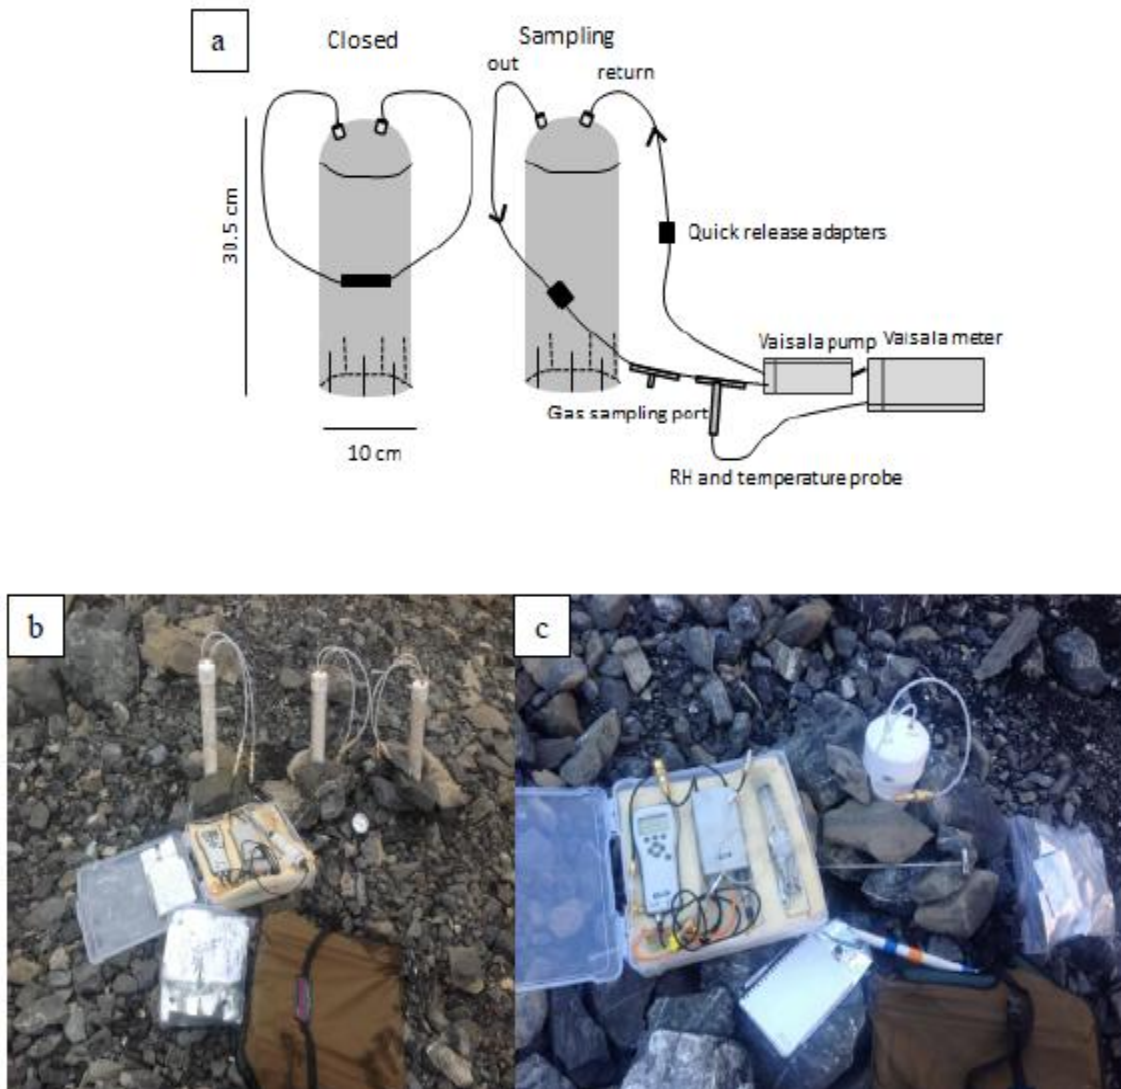 a
Closed
Sampling
out
return
30.5 cm
Quick release adapters
Vaisala pump
Vaisala meter
Gas sampling port
10 cm
RH and temperature probe
b
c